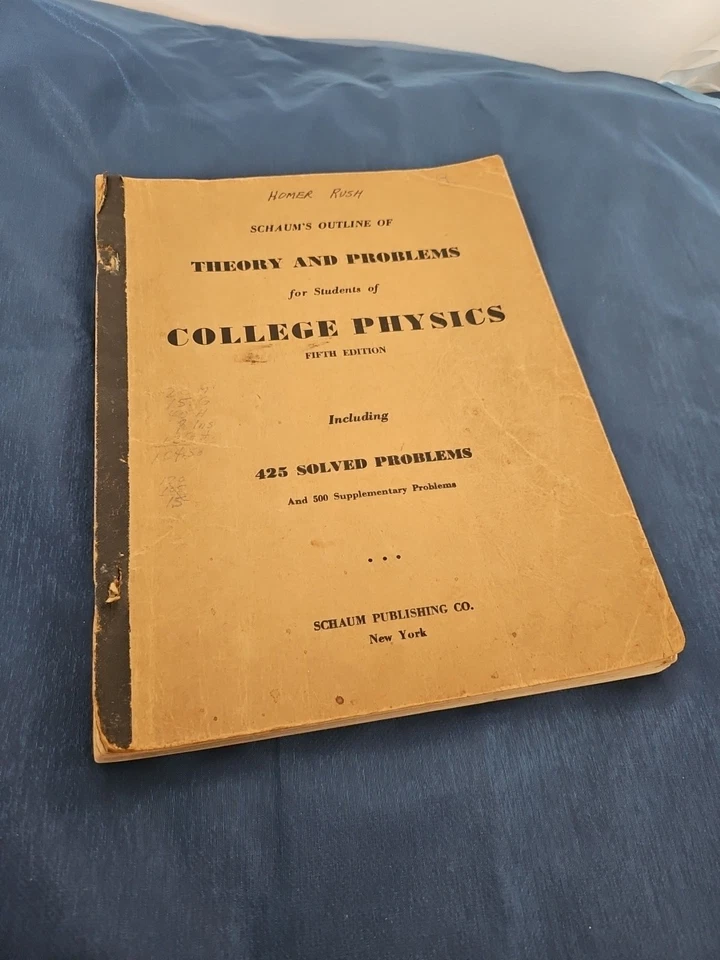 HOMER RUSH
SCHAUM'S OUTLINE OF
THEORY AND PROBLEMS
for Students of
COLLEGE PHYSICS
FIFTH EDITION
Including
425 SOLVED PROBLEMS
And 500 Supplementary Problems
• • •
SCHAUM PUBLISHING CO.
New York